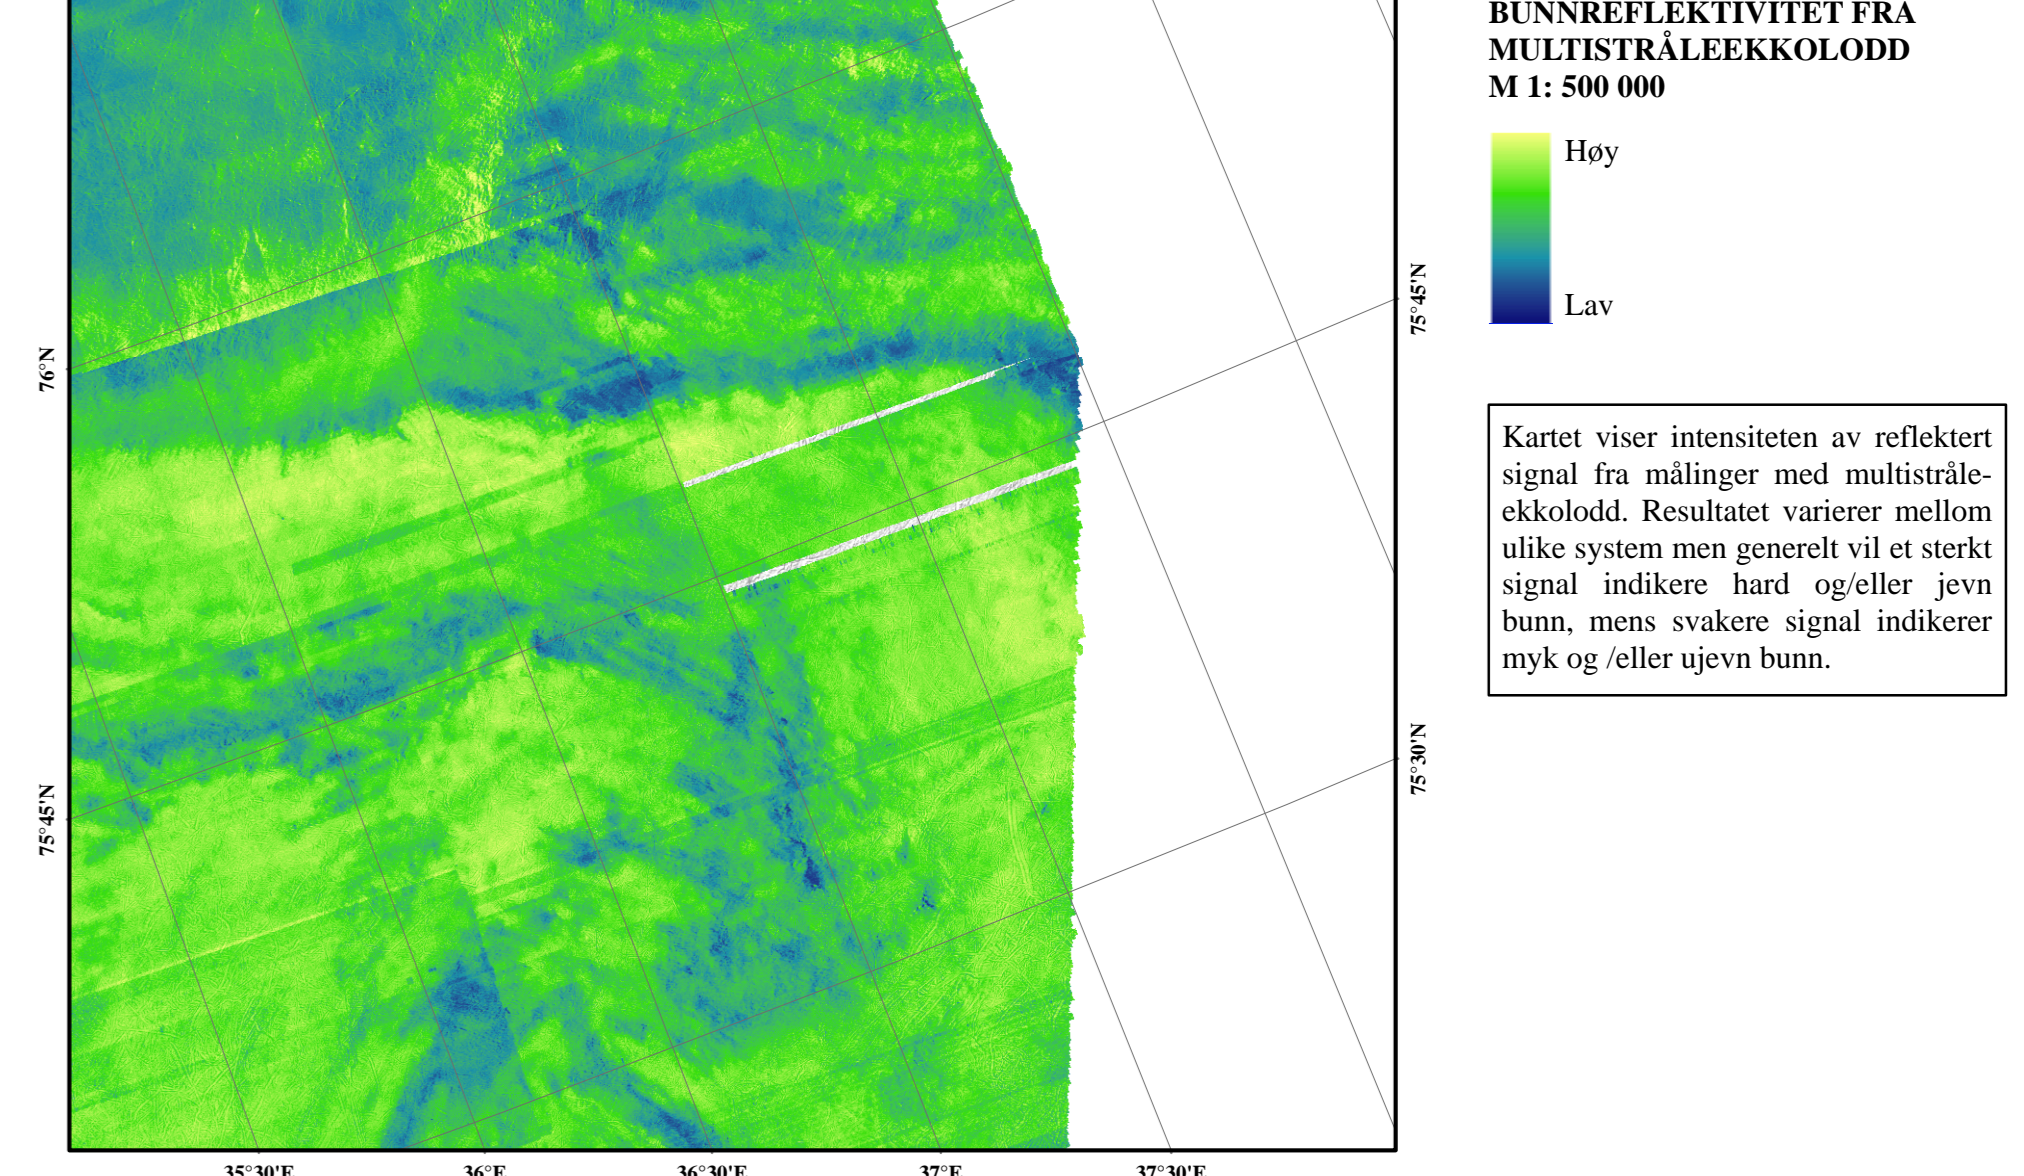 BUNNREFLEKTIVITET FRA
MULTISTRÅLEEKKOLODD
M 1: 500 000
Høy
Lav
Kartet viser intensiteten av reflektert
signal fra målinger med multistråle-
ekkolodd. Resultatet varierer mellom
ulike system men generelt vil et sterkt
signal indikere hard og/eller jevn
bunn, mens svakere signal indikerer
myk og /eller ujevn bunn.
76°N
75°45'N
75°45'N
75°30'N
35°30'E
36°E
36°30'E
37°E
37°30'E